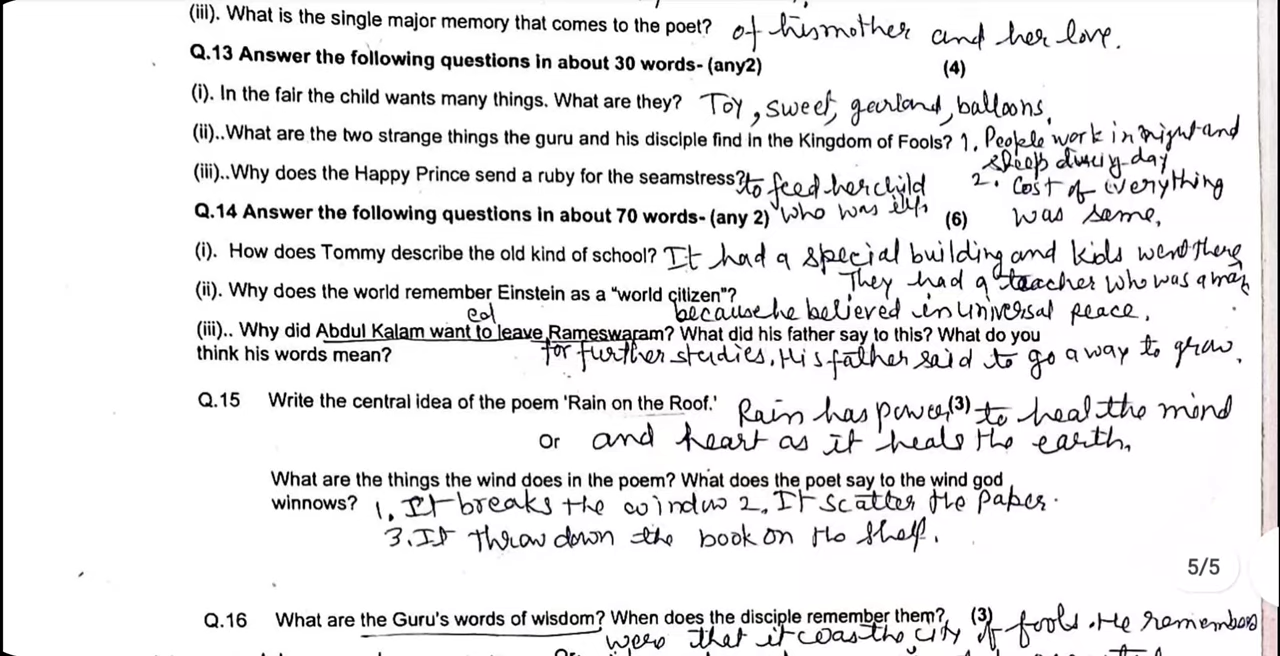 (iii). What is the single major memory that comes to the poet? of his mother and her love.
Q.13 Answer the following questions in about 30 words- (any2) (4)
(i). In the fair the child wants many things. What are they? Toy, sweet, garland, balloons.
(ii)..What are the two strange things the guru and his disciple find in the Kingdom of Fools? 1. People work in night and
sleep during day
(iii)..Why does the Happy Prince send a ruby for the seamstress? to feed her child 2. Cost of everything
Q.14 Answer the following questions in about 70 words- (any 2) who was ill (6) was same.
(i). How does Tommy describe the old kind of school? It had a special building and kids went there
They had a teacher who was a man
(ii). Why does the world remember Einstein as a "world citizen"?
because he believed in universal peace.
ed
(iii).. Why did Abdul Kalam want to leave Rameswaram? What did his father say to this? What do you
think his words mean? for further studies. His father said to go away to grow.
Q.15 Write the central idea of the poem 'Rain on the Roof.' Rain has power (3) to heal the mind
Or and heart as it heals the earth.
What are the things the wind does in the poem? What does the poet say to the wind god
winnows? 1. It breaks the window 2. It scatter the paper.
3. It throw down the book on the shelf.
5/5
Q.16 What are the Guru's words of wisdom? When does the disciple remember them? (3) of fools. He remembers
were that it was the city
Or